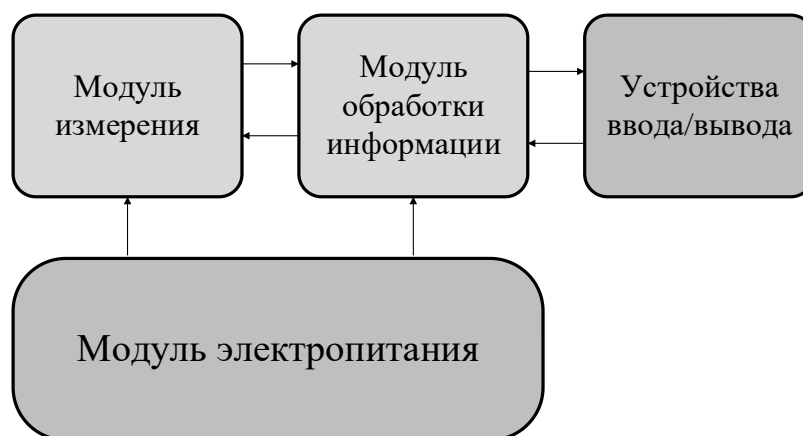 Модуль
измерения
Модуль
обработки
информации
Устройства
ввода/вывода
Модуль электропитания